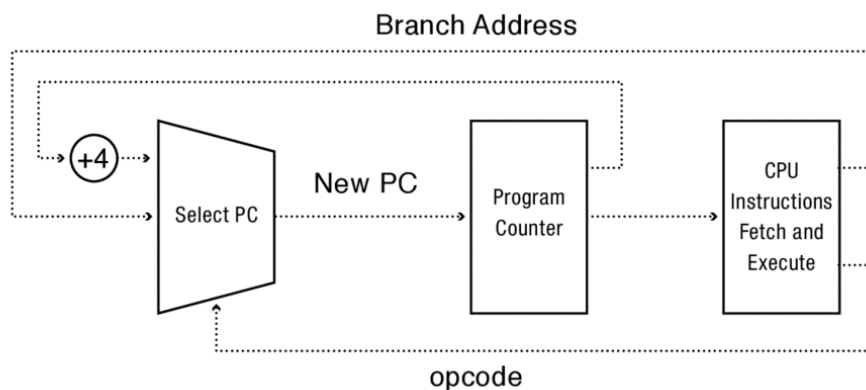 Branch Address
+4
Select PC
New PC
Program
Counter
CPU
Instructions
Fetch and
Execute
opcode